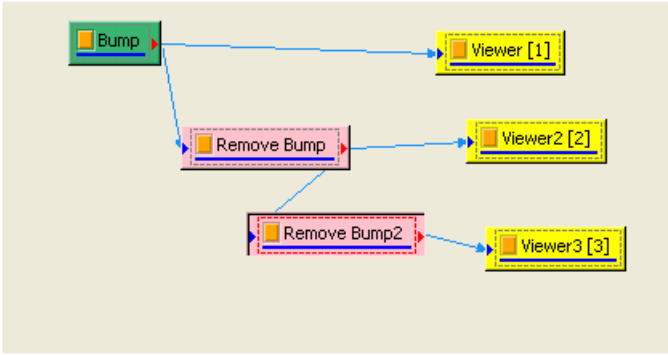 Bump
Viewer [1]
Remove Bump
Viewer2 [2]
Remove Bump2
Viewer3 [3]